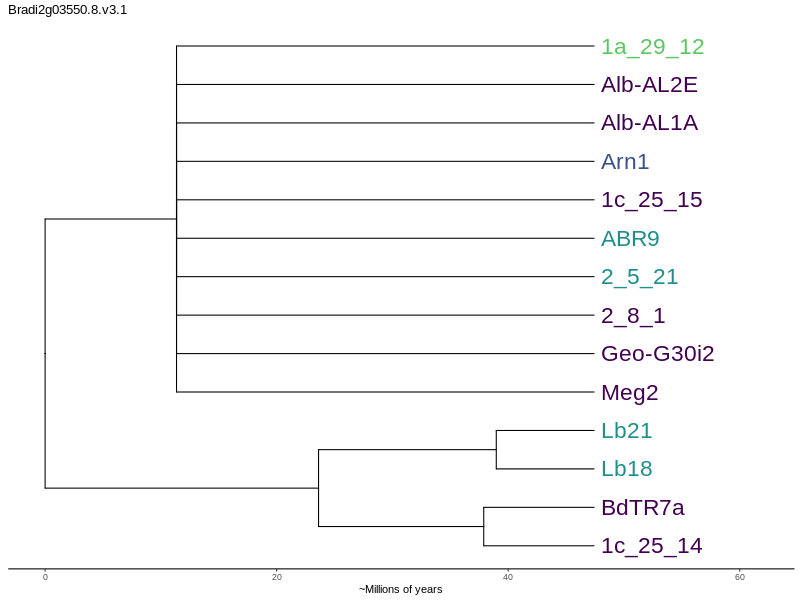 Bradi2g03550.8.v3.1
1a_29_12
Alb-AL2E
Alb-AL1A
Arn1
1c_25_15
ABR9
2_5_21
2_8_1
Geo-G30i2
Meg2
Lb21
Lb18
BdTR7a
1c_25_14
0 20 40 60
~Millions of years